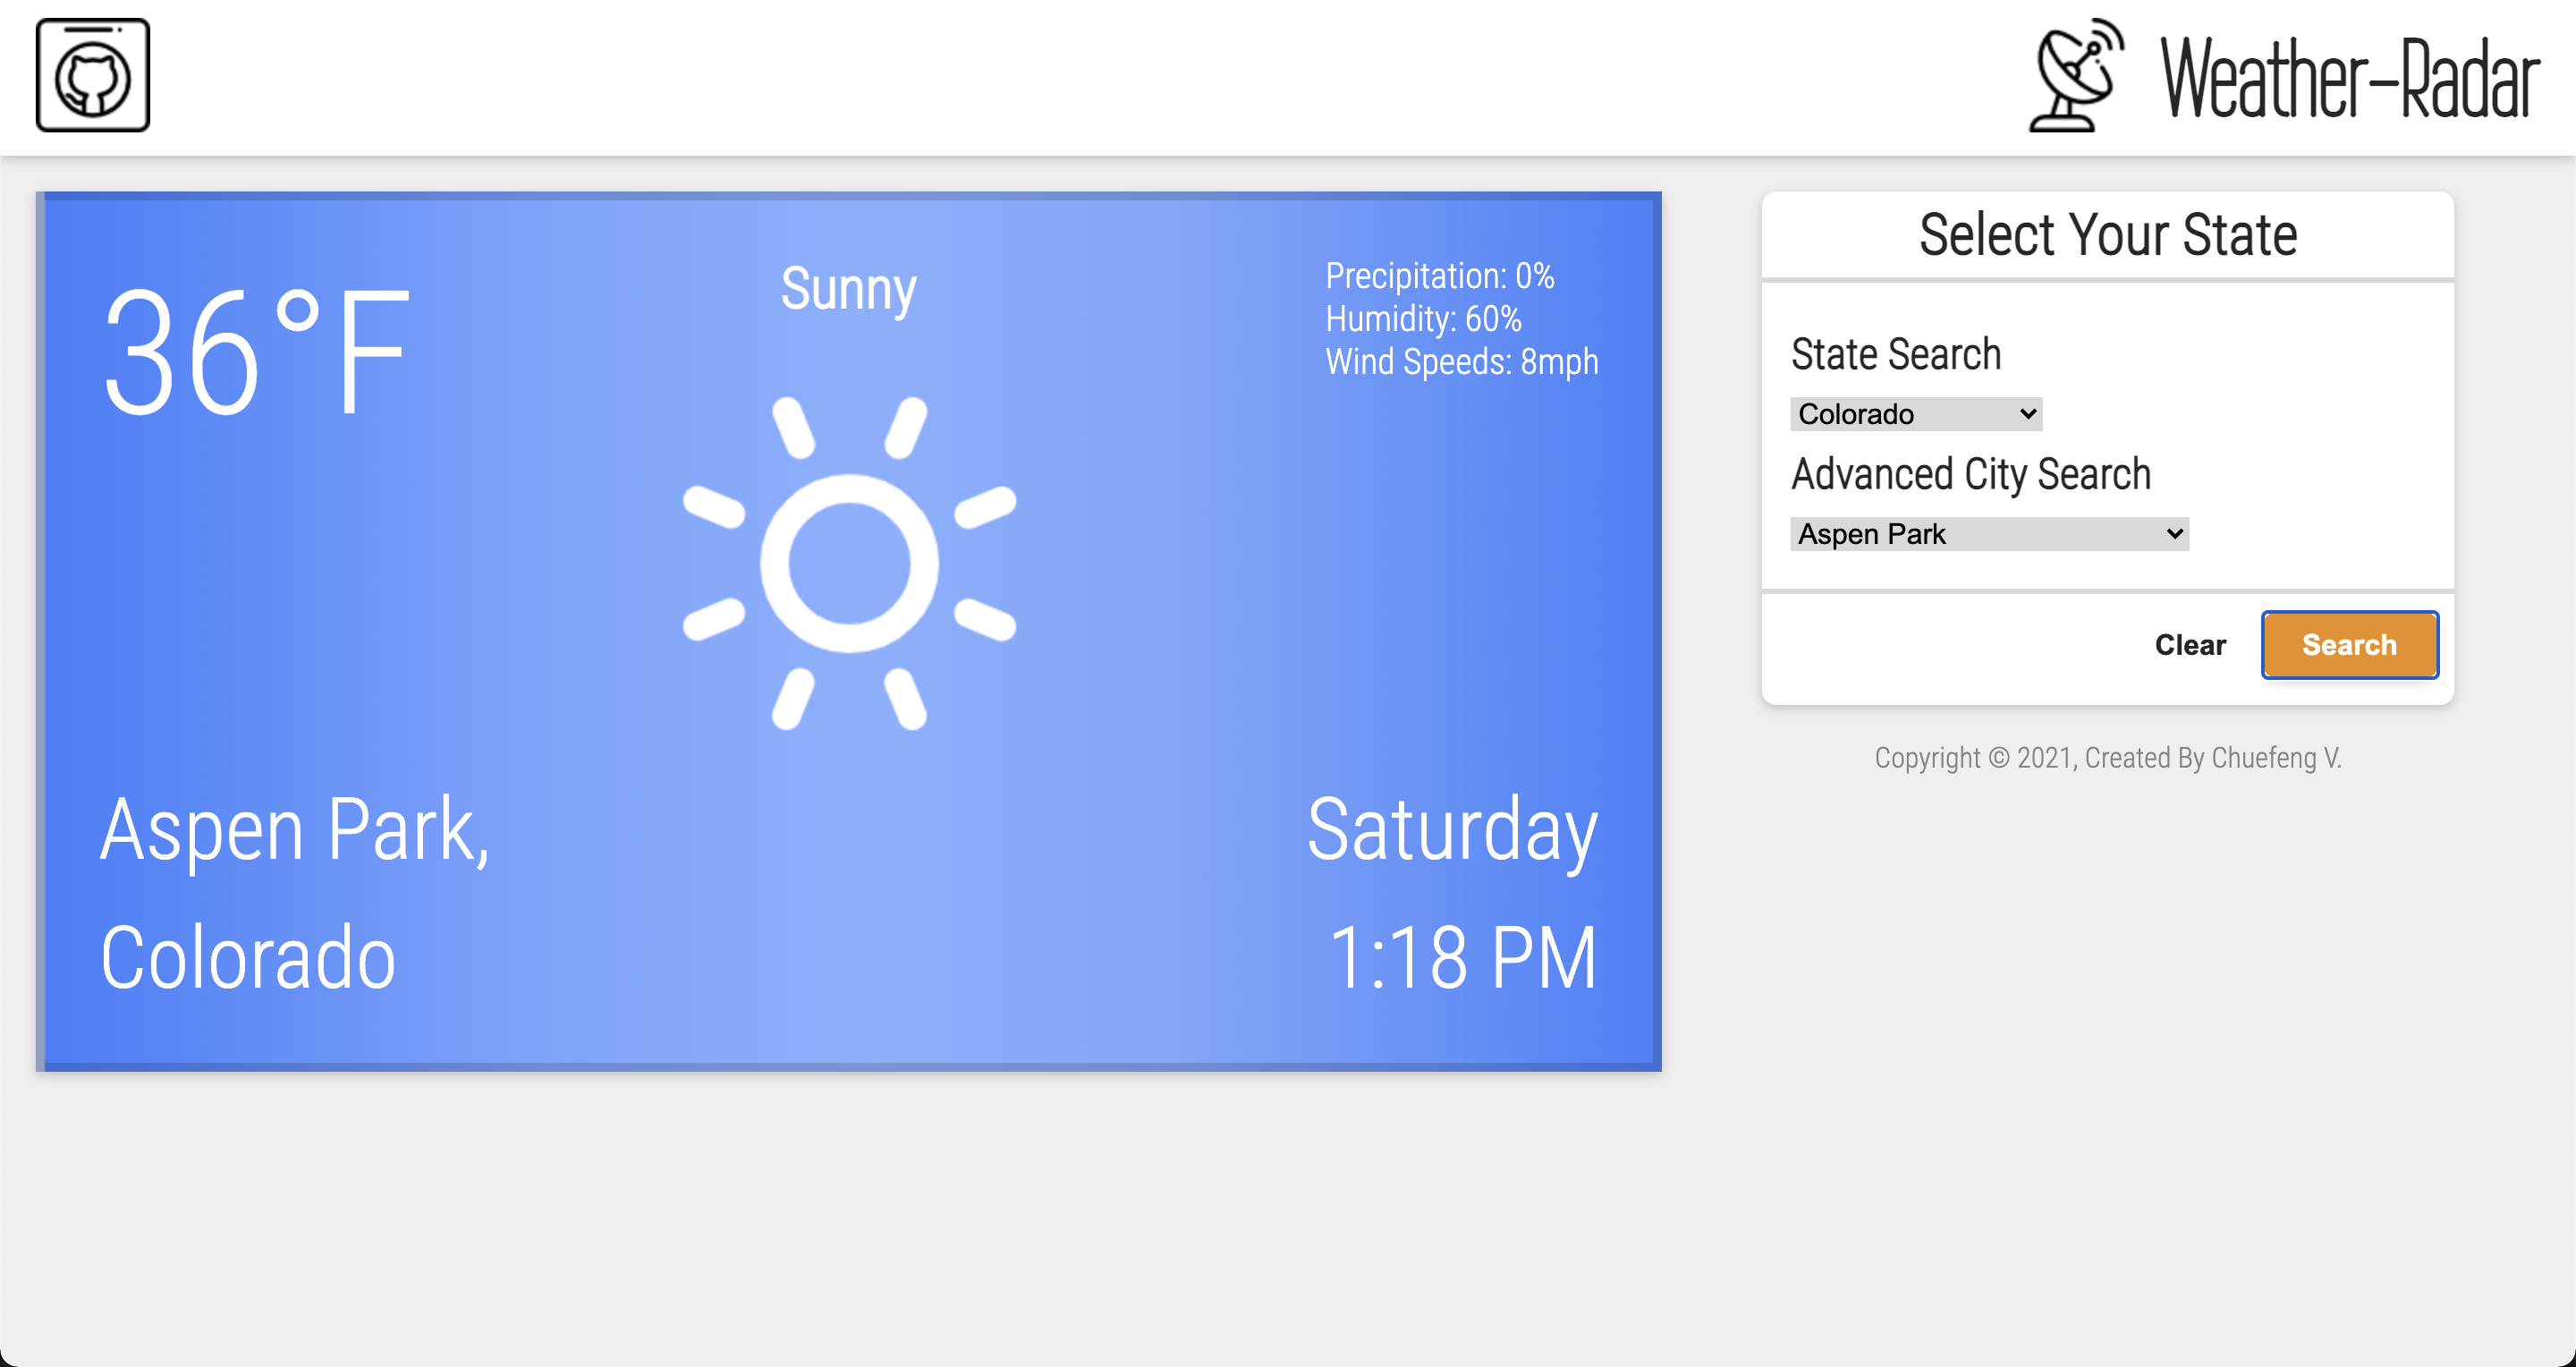 Weather-Radar
36°F
Sunny
Precipitation: 0%
Humidity: 60%
Wind Speeds: 8mph
Aspen Park,
Colorado
Saturday
1:18 PM
Select Your State
State Search
Colorado
Advanced City Search
Aspen Park
Clear
Search
Copyright © 2021, Created By Chuefeng V.